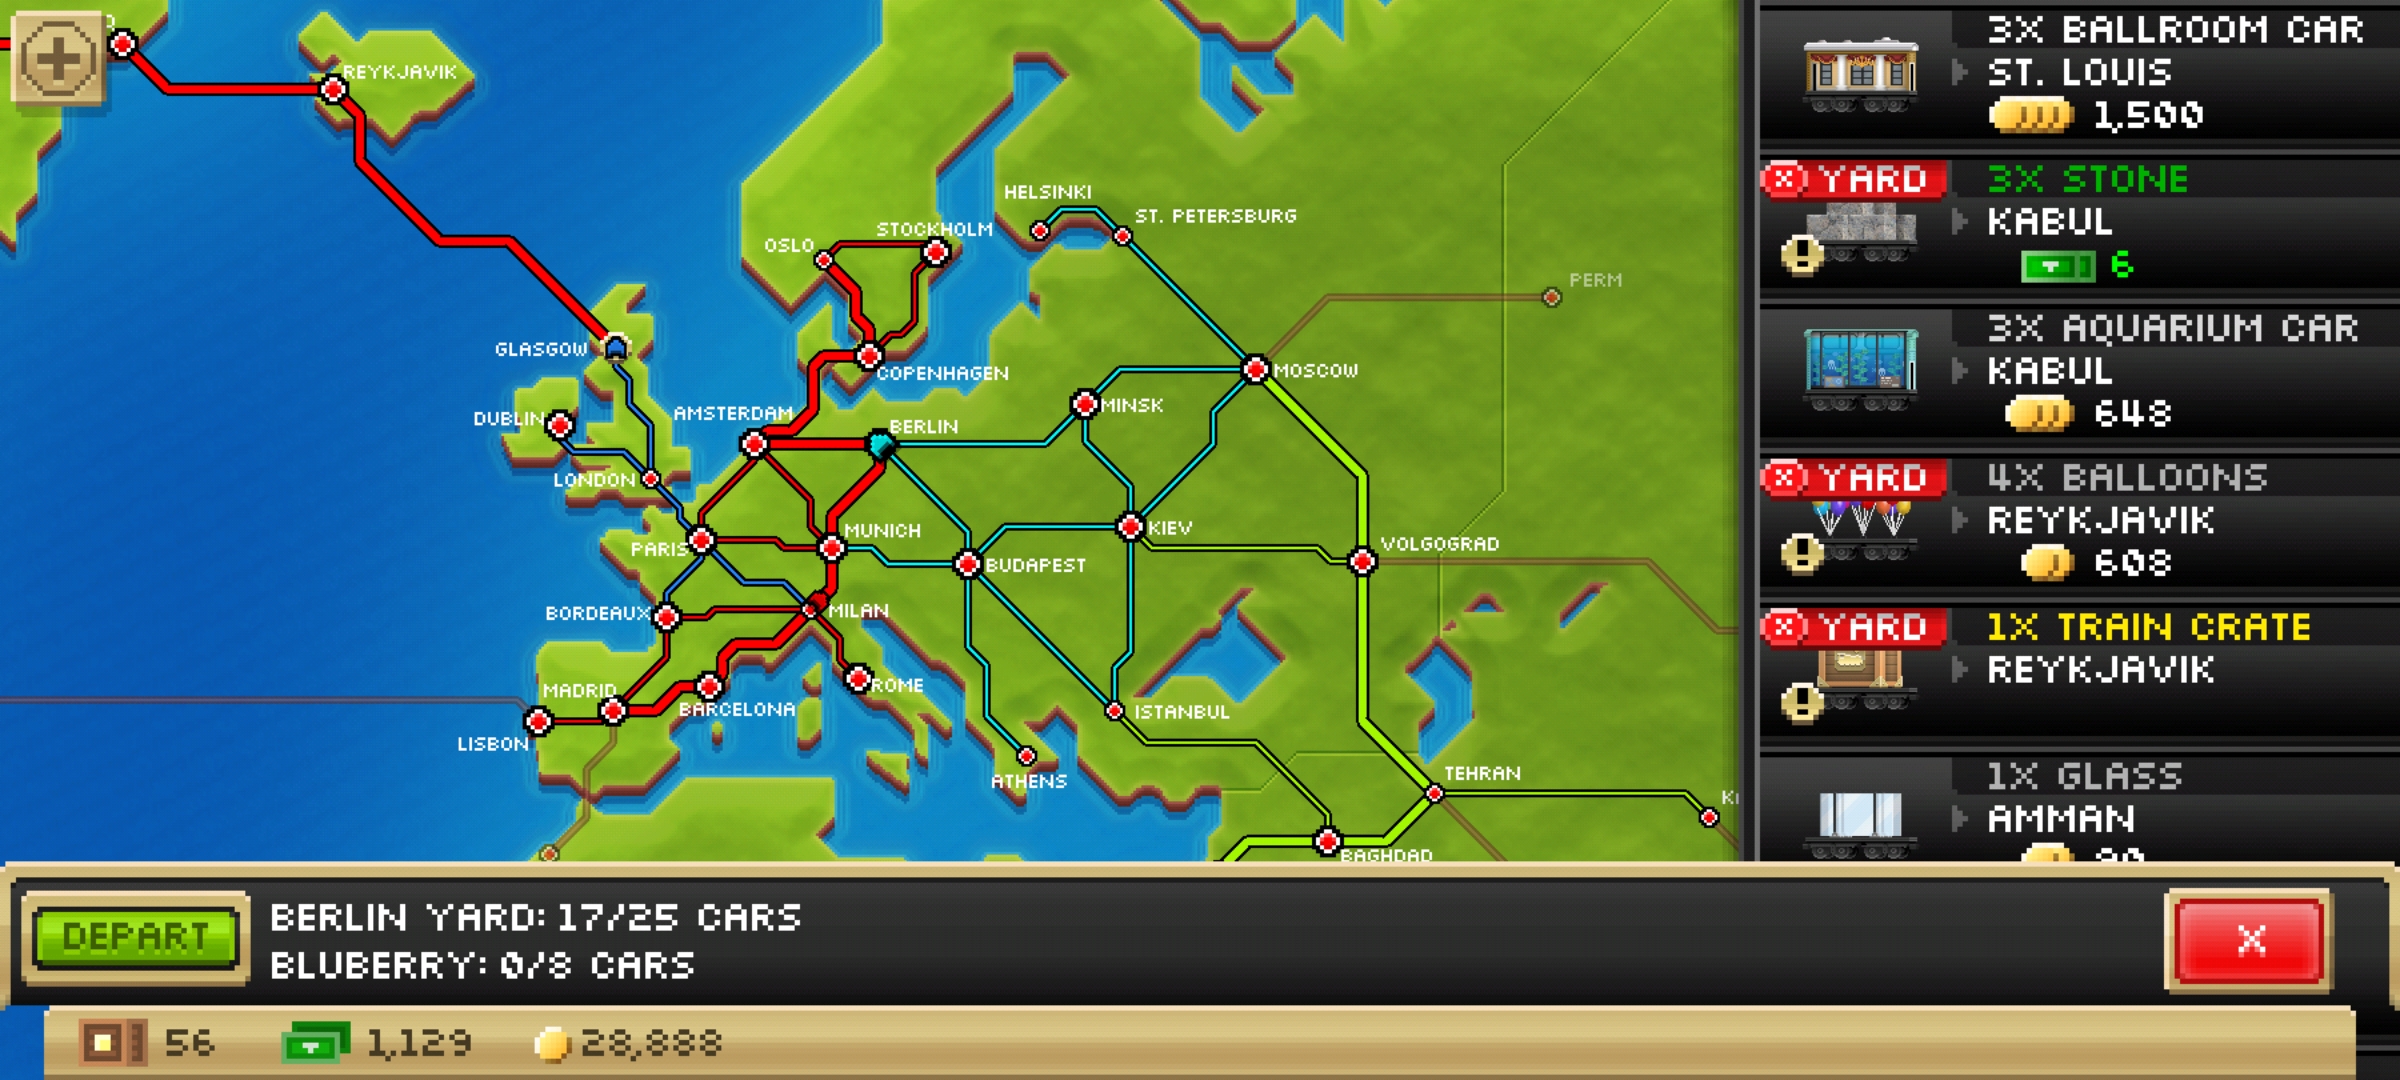 REYKJAVIK
HELSINKI
ST. PETERSBURG
STOCKHOLM
OSLO
PERM
GLASGOW
COPENHAGEN
MOSCOW
AMSTERDAM
DUBLIN
BERLIN
MINSK
LONDON
MUNICH
KIEV
PARIS
BUDAPEST
VOLGOGRAD
BORDEAUX
MILAN
MADRID
ROME
BARCELONA
ISTANBUL
LISBON
ATHENS
TEHRAN
BAGHDAD
3X BALLROOM CAR
ST. LOUIS
1,500
YARD
3X STONE
KABUL
6
3X AQUARIUM CAR
KABUL
648
YARD
4X BALLOONS
REYKJAVIK
608
YARD
1X TRAIN CRATE
REYKJAVIK
1X GLASS
AMMAN
DEPART
BERLIN YARD: 17/25 CARS
BLUBERRY: 0/8 CARS
X
56
1,129
28,888